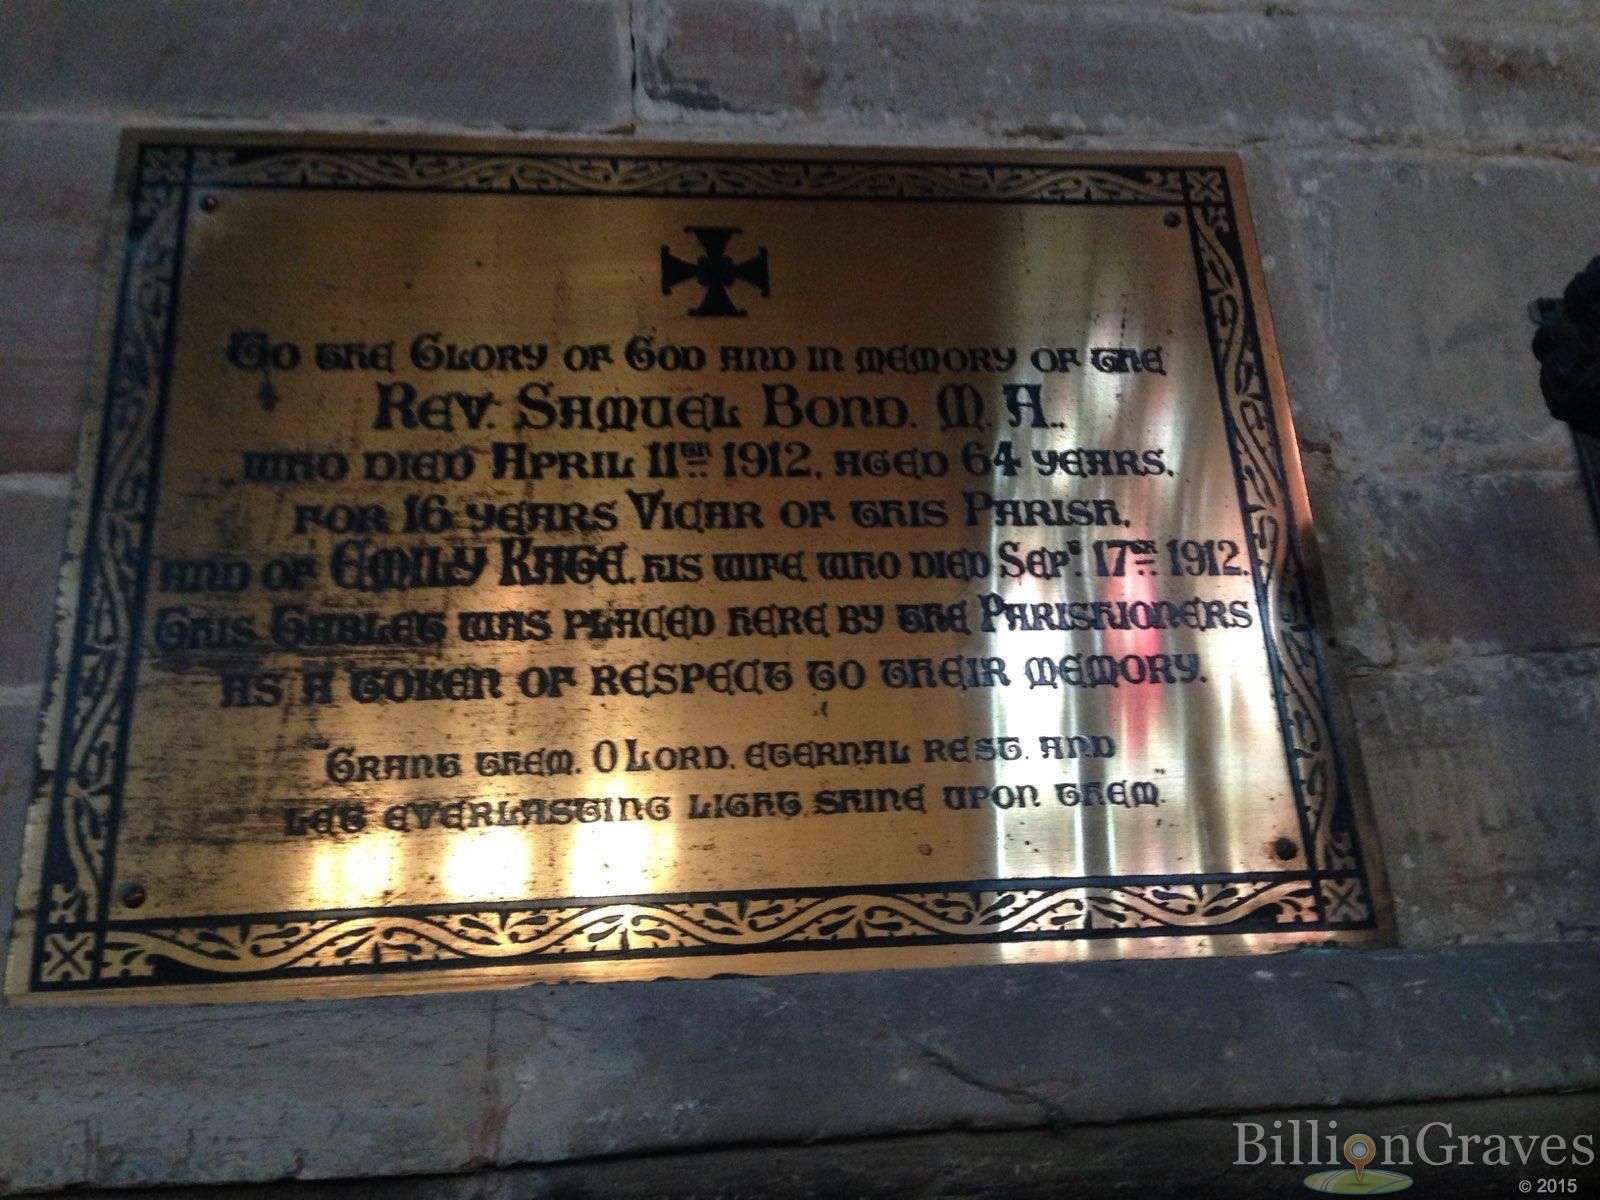 To the Glory of God and in memory of the
Rev. Samuel Bond, M.A.,
who died April 11th 1912, aged 64 years,
for 16 years Vicar of this Parish,
and of Emily Kate, his wife who died Sept. 17th 1912.
This Tablet was placed here by the Parishioners
as a token of respect to their memory.
"Grant them, O Lord, eternal rest, and
let everlasting light shine upon them."
BillionGraves
© 2015